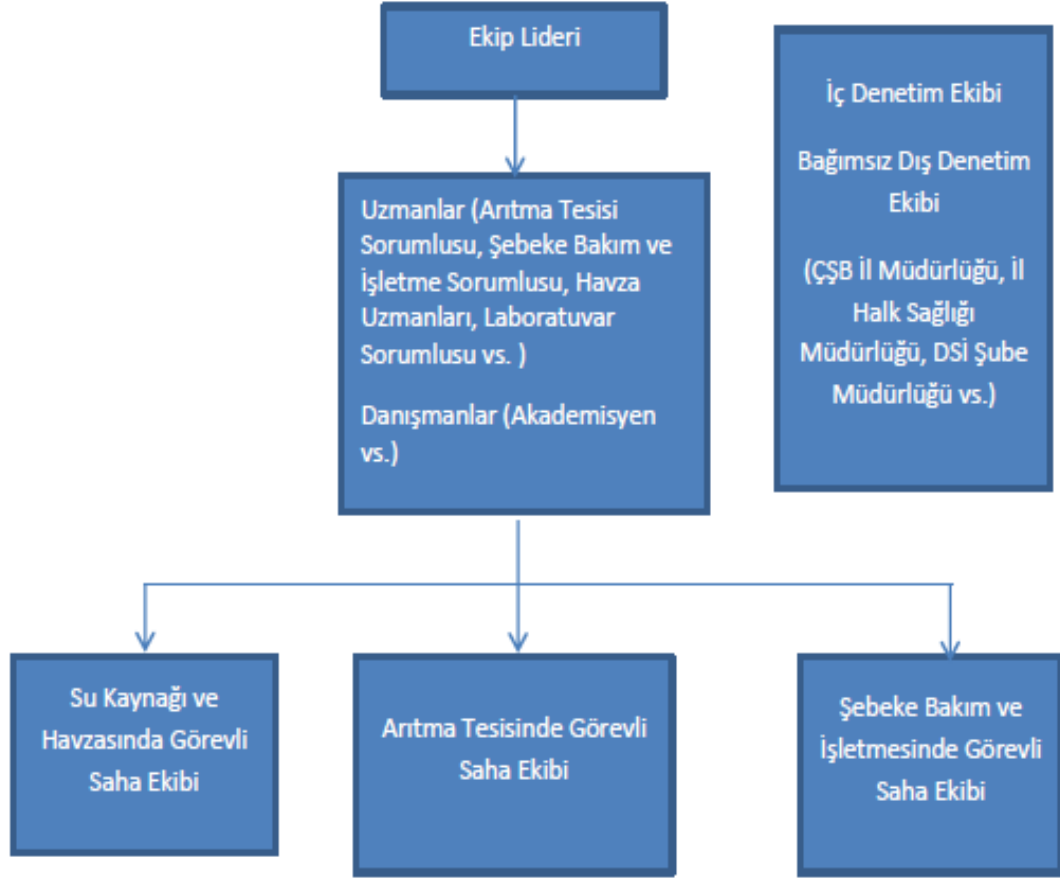 Ekip Lideri
Uzmanlar (Arıtma Tesisi
Sorumlusu, Şebeke Bakım ve
İşletme Sorumlusu, Havza
Uzmanları, Laboratuvar
Sorumlusu vs. )
Danışmanlar (Akademisyen
vs.)
İç Denetim Ekibi
Bağımsız Dış Denetim
Ekibi
(ÇŞB İl Müdürlüğü, İl
Halk Sağlığı
Müdürlüğü, DSİ Şube
Müdürlüğü vs.)
Su Kaynağı ve
Havzasında Görevli
Saha Ekibi
Arıtma Tesisinde Görevli
Saha Ekibi
Şebeke Bakım ve
İşletmesinde Görevli
Saha Ekibi